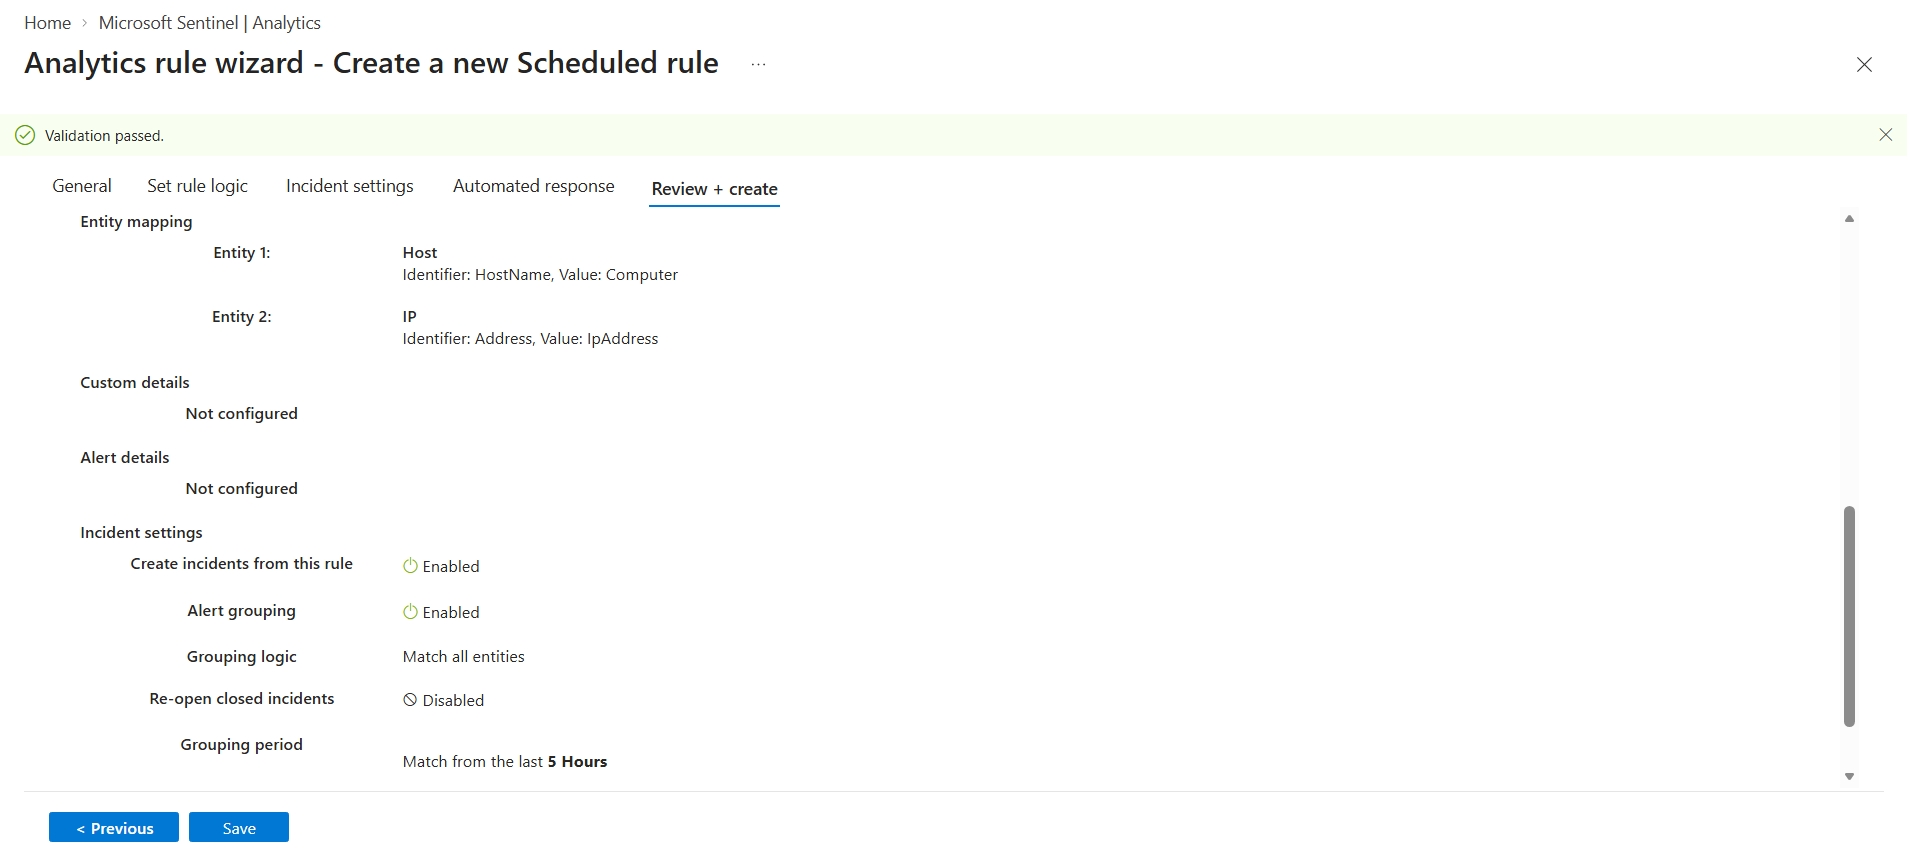 Home > Microsoft Sentinel | Analytics
Analytics rule wizard - Create a new Scheduled rule ...
Validation passed.
General Set rule logic Incident settings Automated response Review + create
Entity mapping
Entity 1: Host
Identifier: HostName, Value: Computer
Entity 2: IP
Identifier: Address, Value: IpAddress
Custom details
Not configured
Alert details
Not configured
Incident settings
Create incidents from this rule Enabled
Alert grouping Enabled
Grouping logic Match all entities
Re-open closed incidents Disabled
Grouping period
Match from the last 5 Hours
< Previous Save